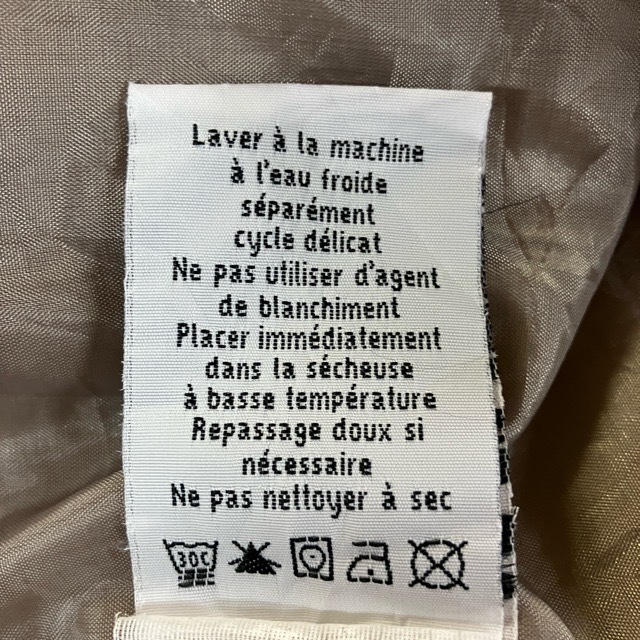 Laver à la machine
à l'eau froide
séparément
cycle délicat
Ne pas utiliser d'agent
de blanchiment
Placer immédiatement
dans la sécheuse
à basse température
Repassage doux si
nécessaire
Ne pas nettoyer à sec
30C